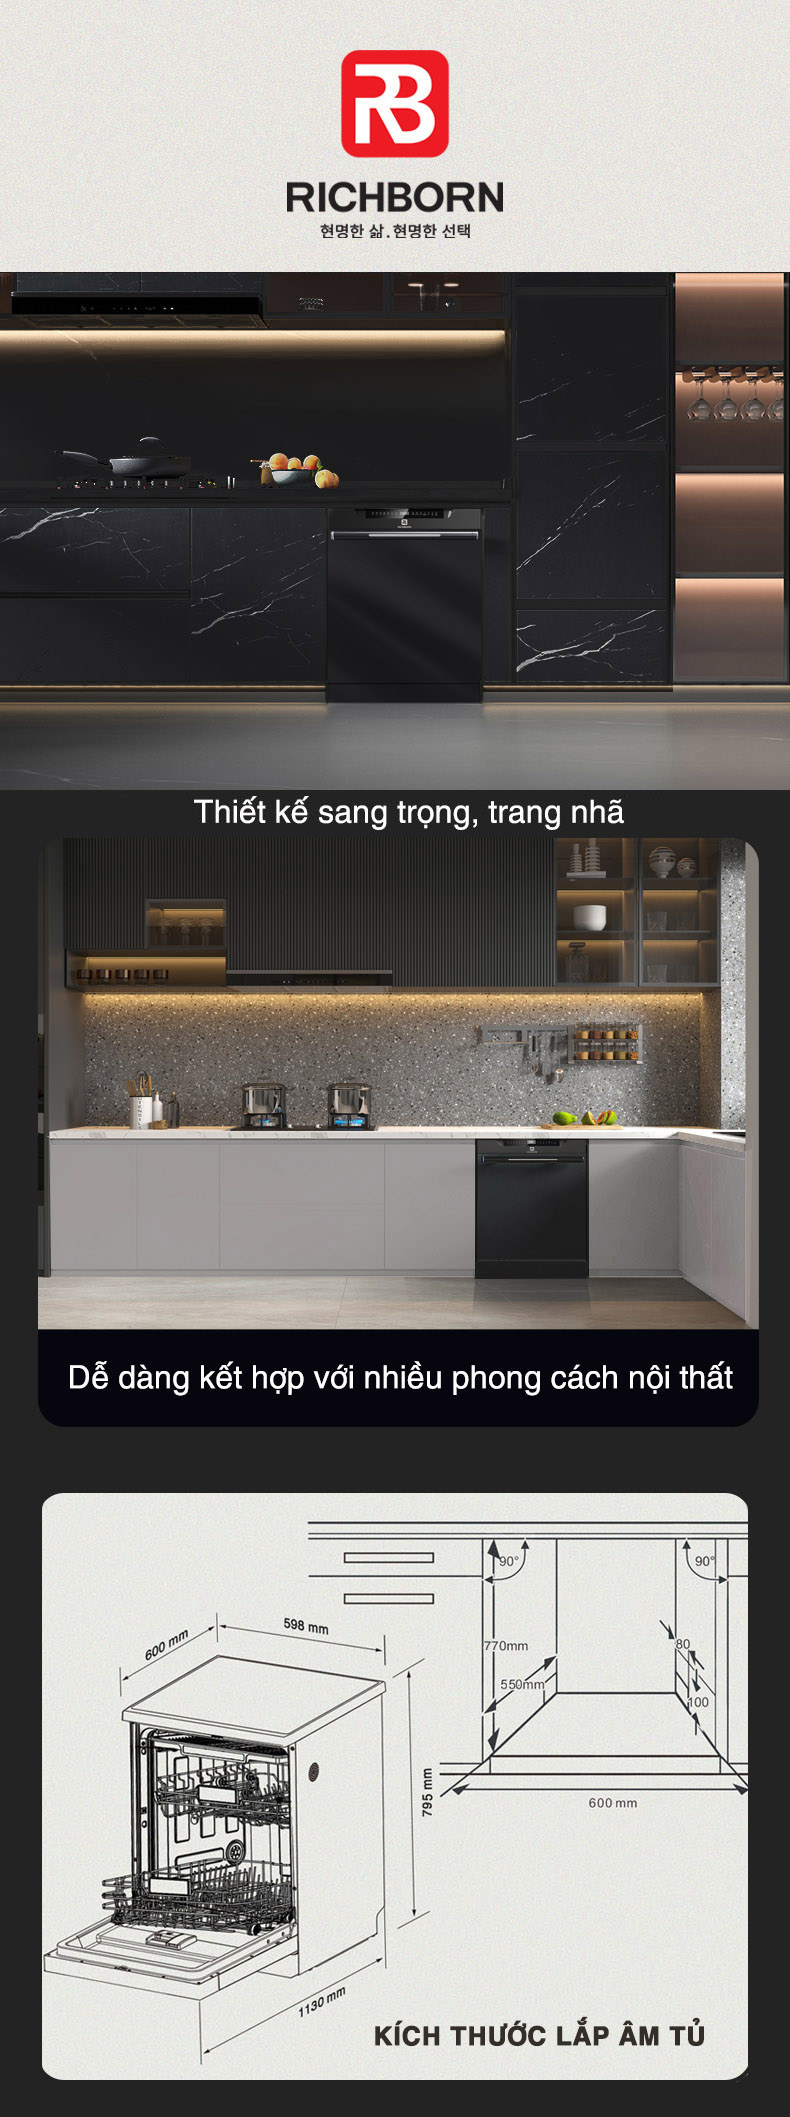 RB
RICHBORN
현명한 삶.현명한 선택
Thiết kế sang trọng, trang nhã
Dễ dàng kết hợp với nhiều phong cách nội thất
90°
90°
598 mm
600 mm
770mm
80
550mm
100
795 mm
600 mm
1130 mm
KÍCH THƯỚC LẮP ÂM TỦ